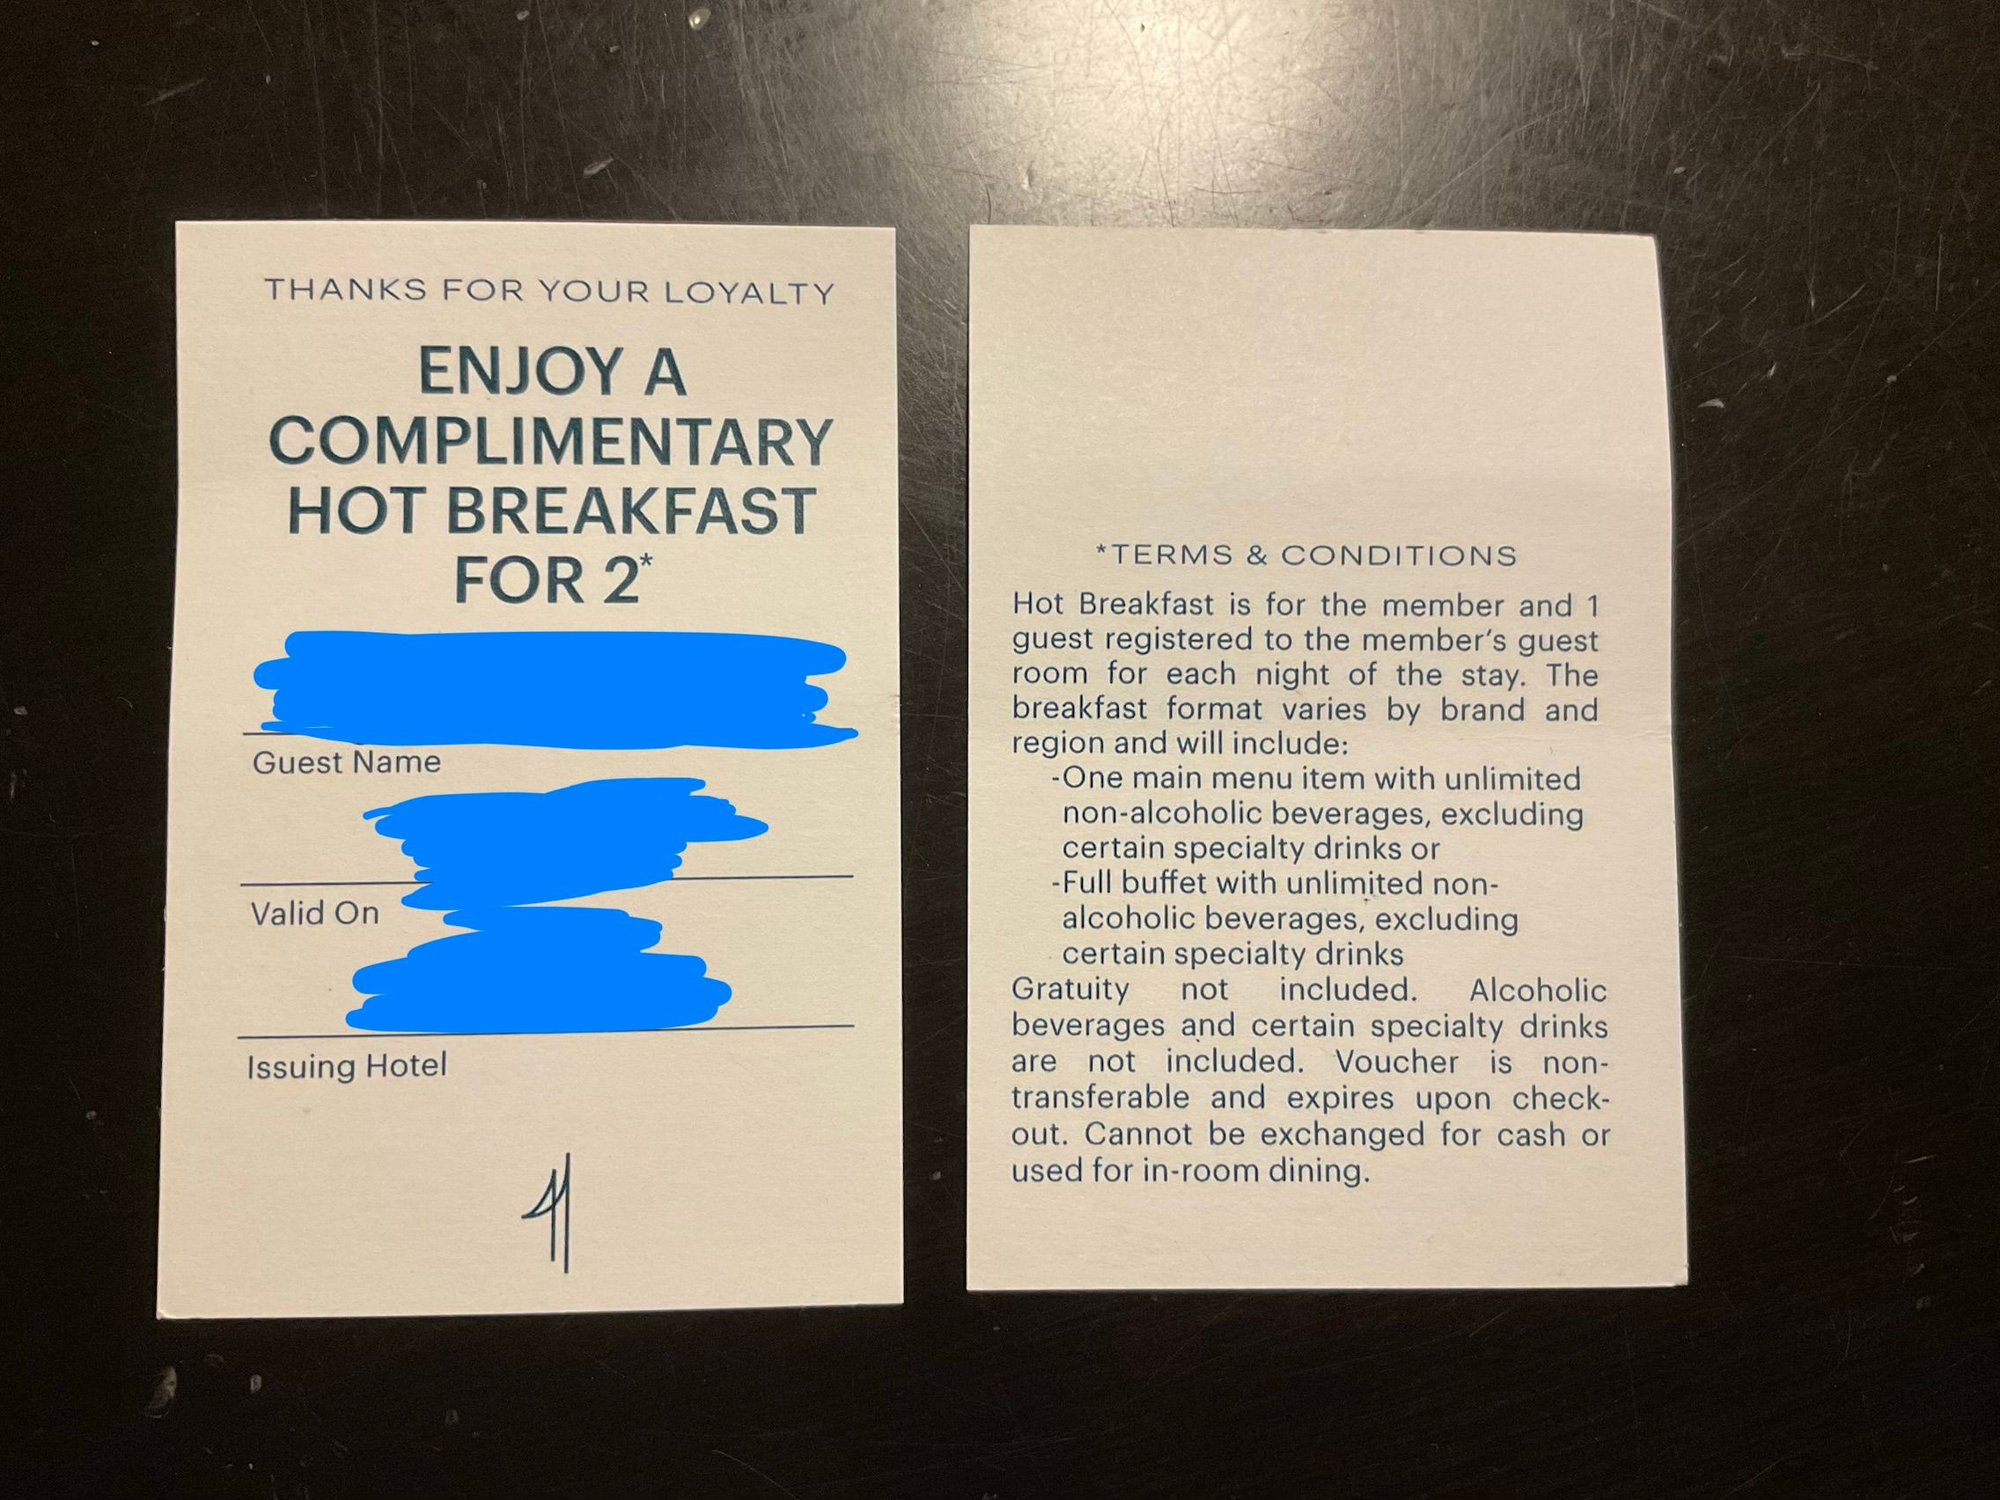 THANKS FOR YOUR LOYALTY
ENJOY A
COMPLIMENTARY
HOT BREAKFAST
FOR 2*
Guest Name
Valid On
Issuing Hotel
*TERMS & CONDITIONS
Hot Breakfast is for the member and 1
guest registered to the member's guest
room for each night of the stay. The
breakfast format varies by brand and
region and will include:
-One main menu item with unlimited
non-alcoholic beverages, excluding
certain specialty drinks or
-Full buffet with unlimited non-
alcoholic beverages, excluding
certain specialty drinks
Gratuity not included. Alcoholic
beverages and certain specialty drinks
are not included. Voucher is non-
transferable and expires upon check-
out. Cannot be exchanged for cash or
used for in-room dining.